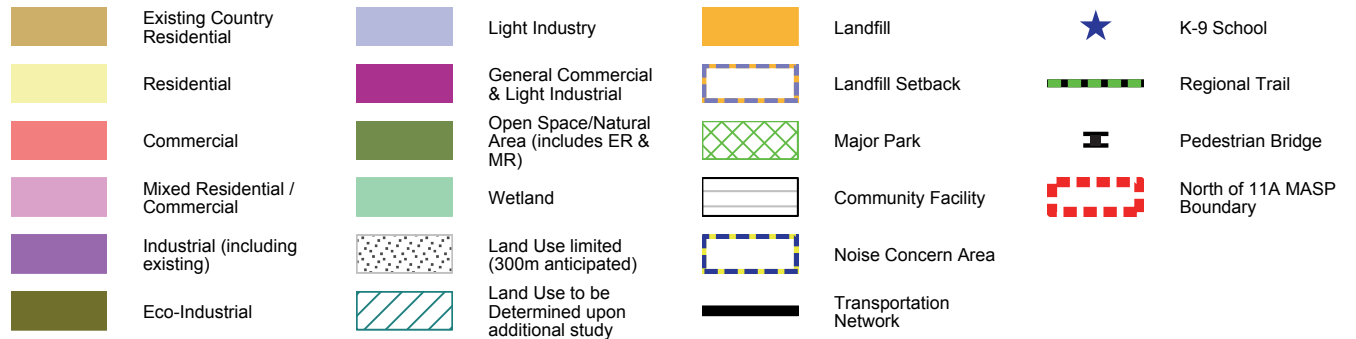 Existing Country
Residential
Residential
Commercial
Mixed Residential /
Commercial
Industrial (including
existing)
Eco-Industrial
Light Industry
General Commercial
& Light Industrial
Open Space/Natural
Area (includes ER &
MR)
Wetland
Land Use limited
(300m anticipated)
Land Use to be
Determined upon
additional study
Landfill
Landfill Setback
Major Park
Community Facility
Noise Concern Area
Transportation
Network
K-9 School
Regional Trail
Pedestrian Bridge
North of 11A MASP
Boundary